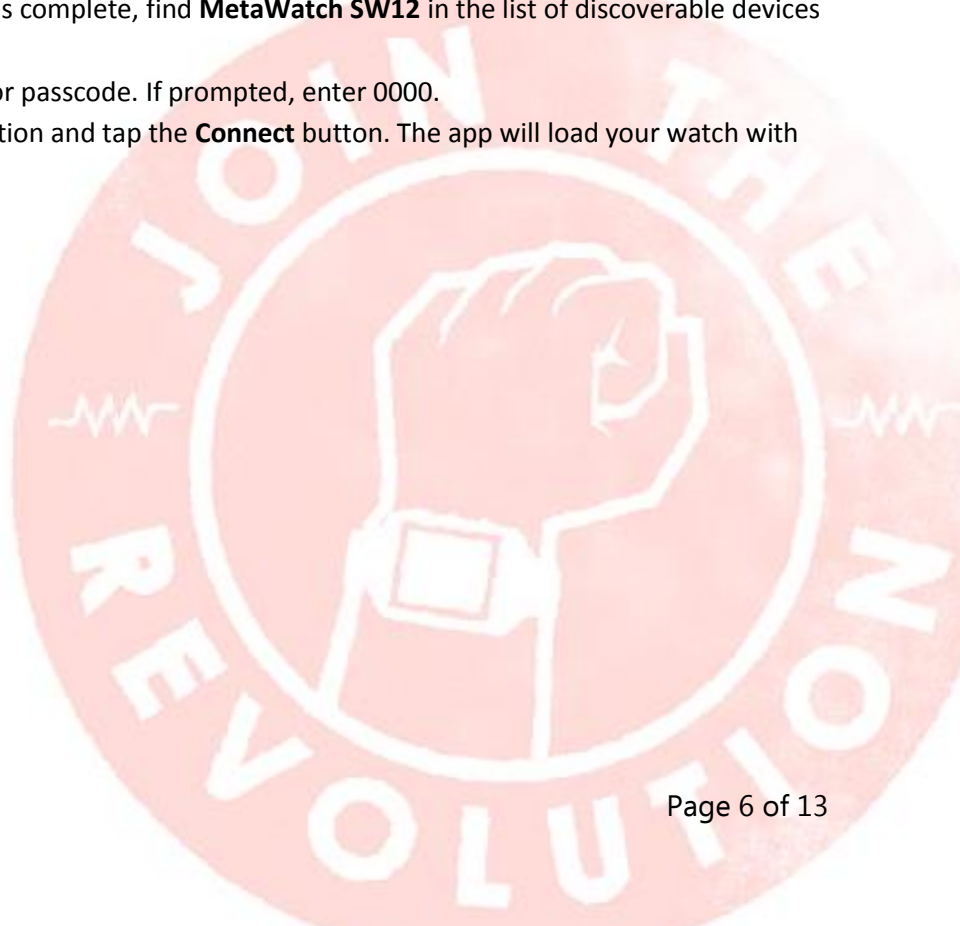 s complete, find MetaWatch SW12 in the list of discoverable devices
or passcode. If prompted, enter 0000.
tion and tap the Connect button. The app will load your watch with
JOIN THE
REVOLUTION
Page 6 of 13